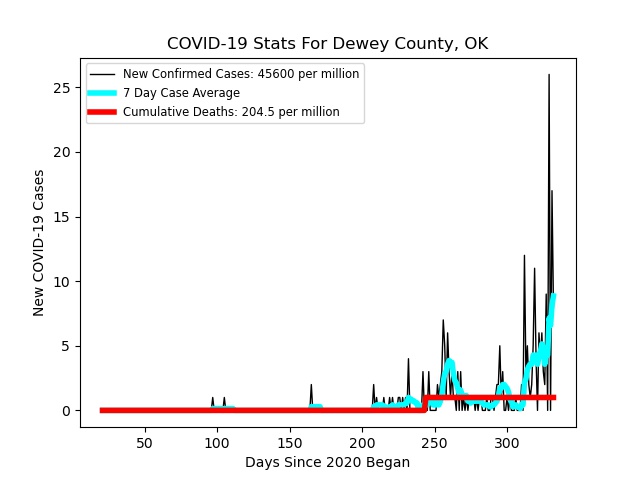 COVID-19 Stats For Dewey County, OK
New Confirmed Cases: 45600 per million
7 Day Case Average
Cumulative Deaths: 204.5 per million
New COVID-19 Cases
25
20
15
10
5
0
50
100
150
200
250
300
Days Since 2020 Began